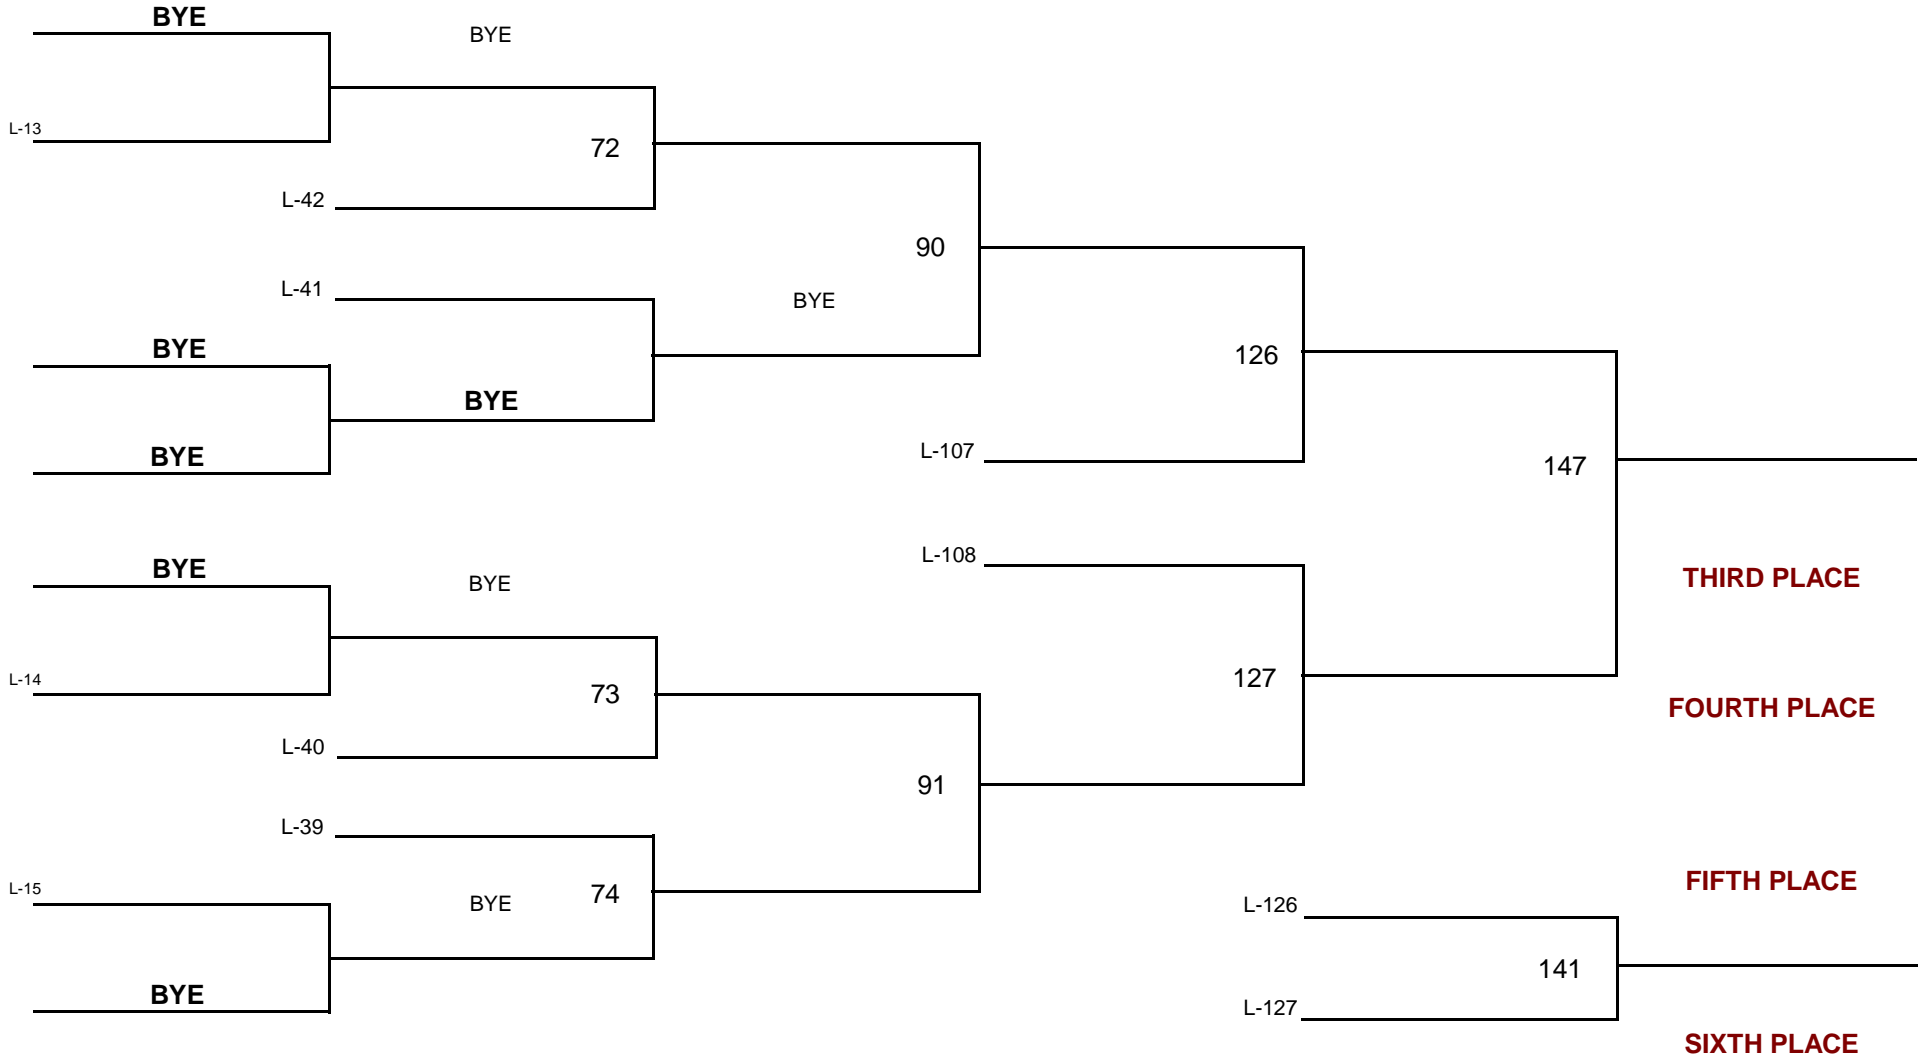 BYE
BYE
L-13
72
L-42
90
L-41
BYE
BYE
126
BYE
L-107
BYE
147
L-108
BYE
BYE
THIRD PLACE
L-14
127
73
FOURTH PLACE
L-40
91
L-39
FIFTH PLACE
L-15
74
BYE
L-126
141
BYE
L-127
SIXTH PLACE